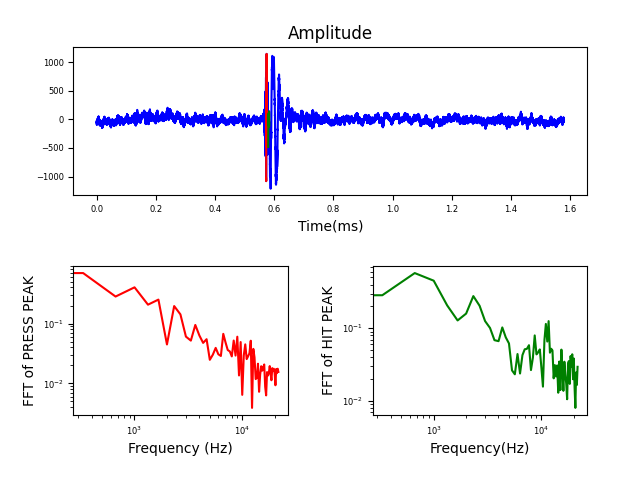 Amplitude
1000
500
0
−500
−1000
0.0 0.2 0.4 0.6 0.8 1.0 1.2 1.4 1.6
Time(ms)
FFT of PRESS PEAK
10⁻¹
10⁻²
10³ 10⁴
Frequency (Hz)
FFT of HIT PEAK
10⁻¹
10⁻²
10³ 10⁴
Frequency(Hz)